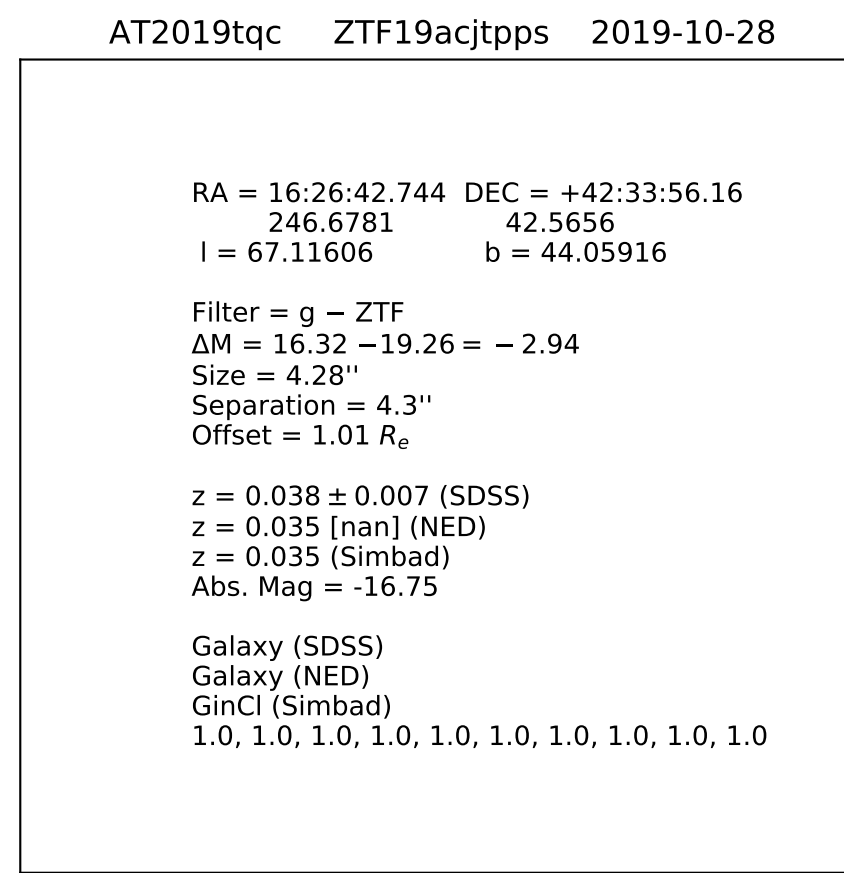 AT2019tqc ZTF19acjtpps 2019-10-28
RA = 16:26:42.744 DEC = +42:33:56.16
246.6781 42.5656
l = 67.11606 b = 44.05916
Filter = g − ZTF
ΔM = 16.32 −19.26 = − 2.94
Size = 4.28''
Separation = 4.3''
Offset = 1.01 Rₑ
z = 0.038 ± 0.007 (SDSS)
z = 0.035 [nan] (NED)
z = 0.035 (Simbad)
Abs. Mag = -16.75
Galaxy (SDSS)
Galaxy (NED)
GinCl (Simbad)
1.0, 1.0, 1.0, 1.0, 1.0, 1.0, 1.0, 1.0, 1.0, 1.0